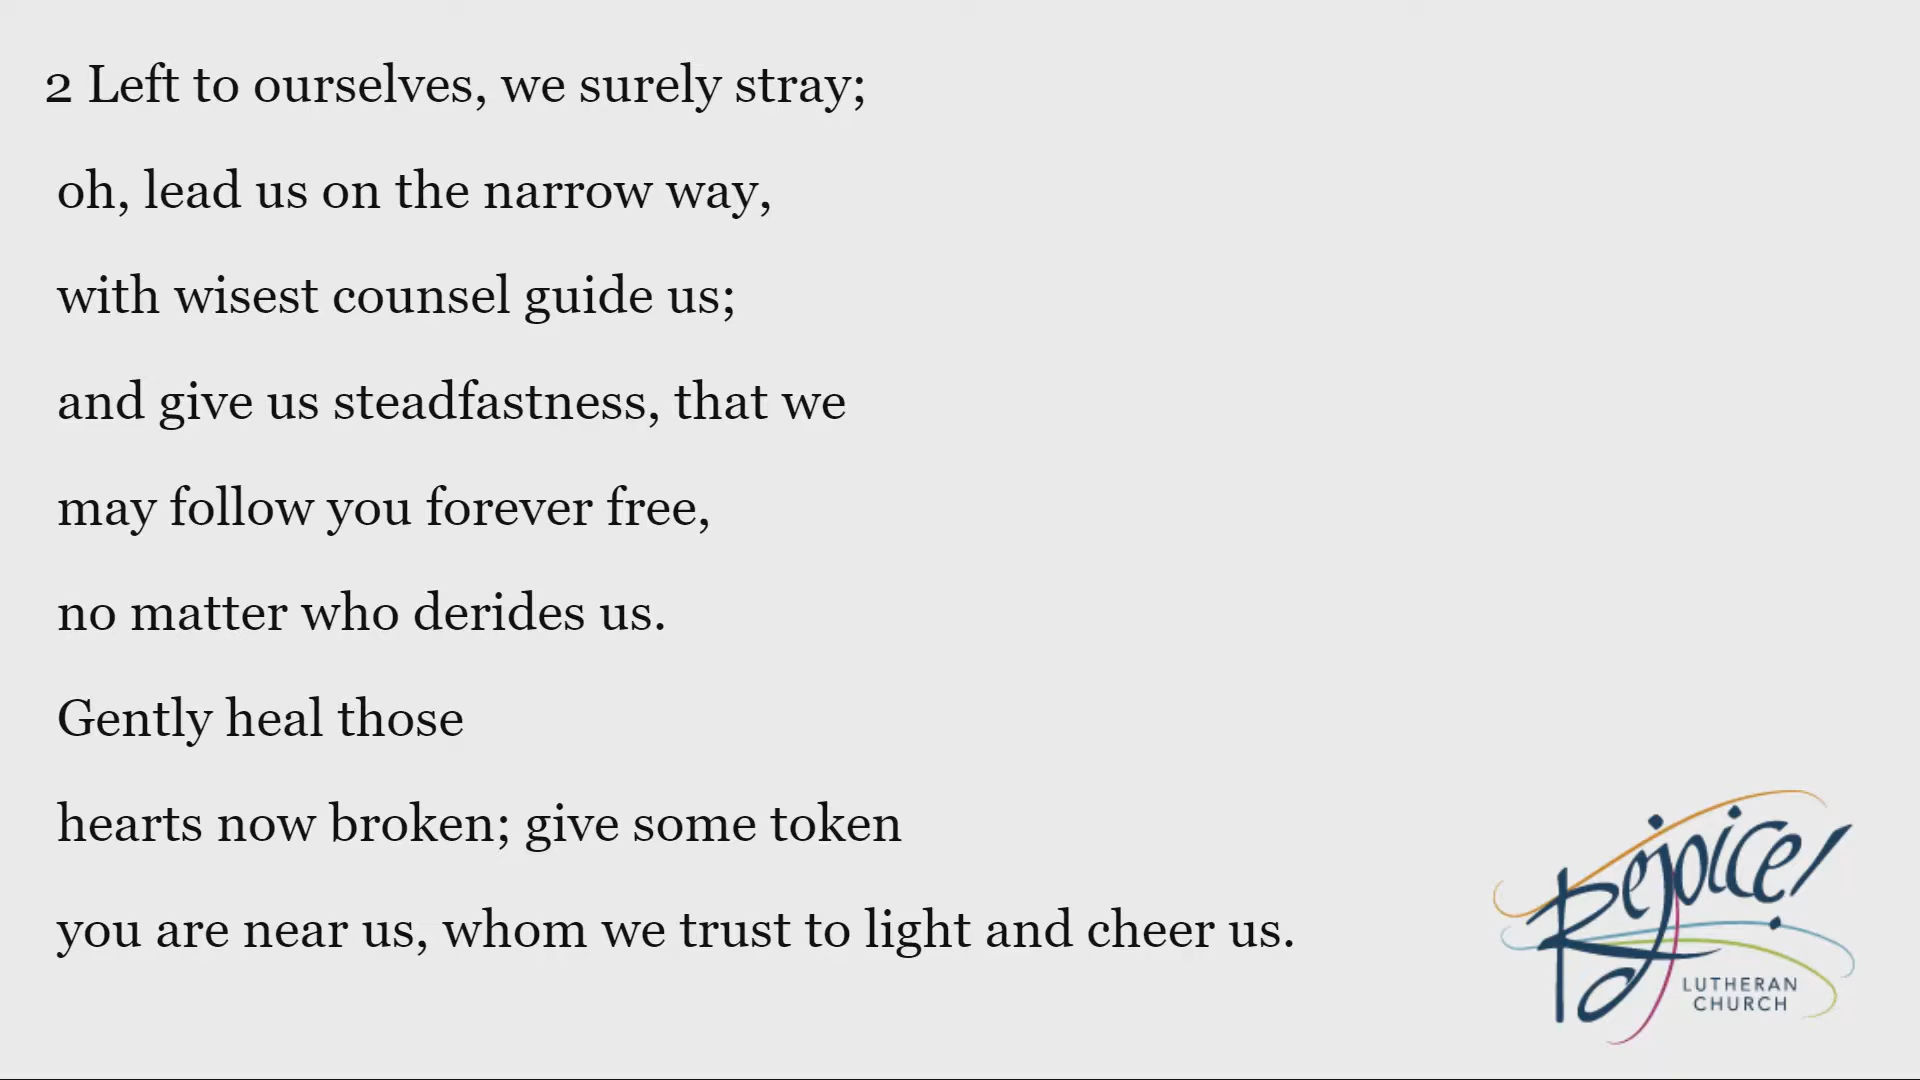 2 Left to ourselves, we surely stray;
oh, lead us on the narrow way,
with wisest counsel guide us;
and give us steadfastness, that we
may follow you forever free,
no matter who derides us.
Gently heal those
hearts now broken; give some token
you are near us, whom we trust to light and cheer us.
Rejoice!
LUTHERAN
CHURCH